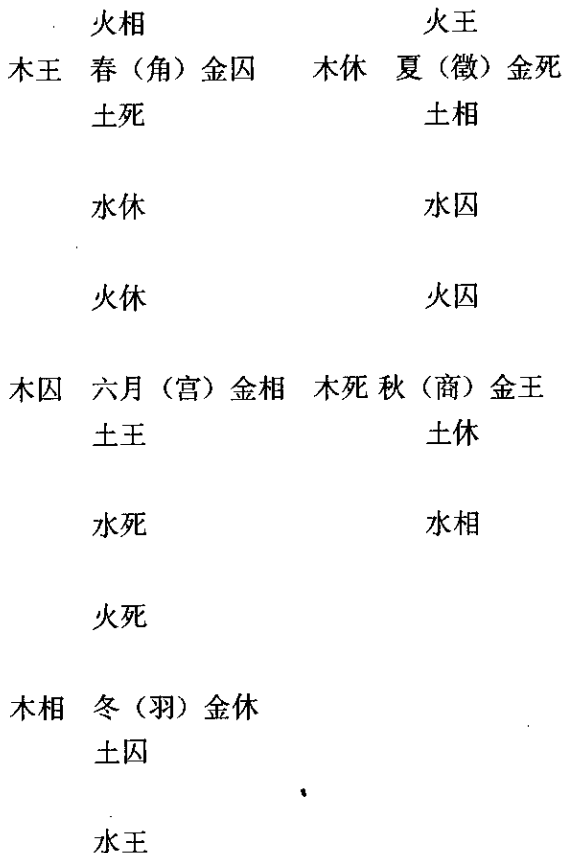 火相 火王
木王 春（角）金囚 木休 夏（徵）金死
土死 土相
水休 水囚
火休 火囚
木囚 六月（宫）金相 木死 秋（商）金王
土王 土休
水死 水相
火死
木相 冬（羽）金休
土囚
水王